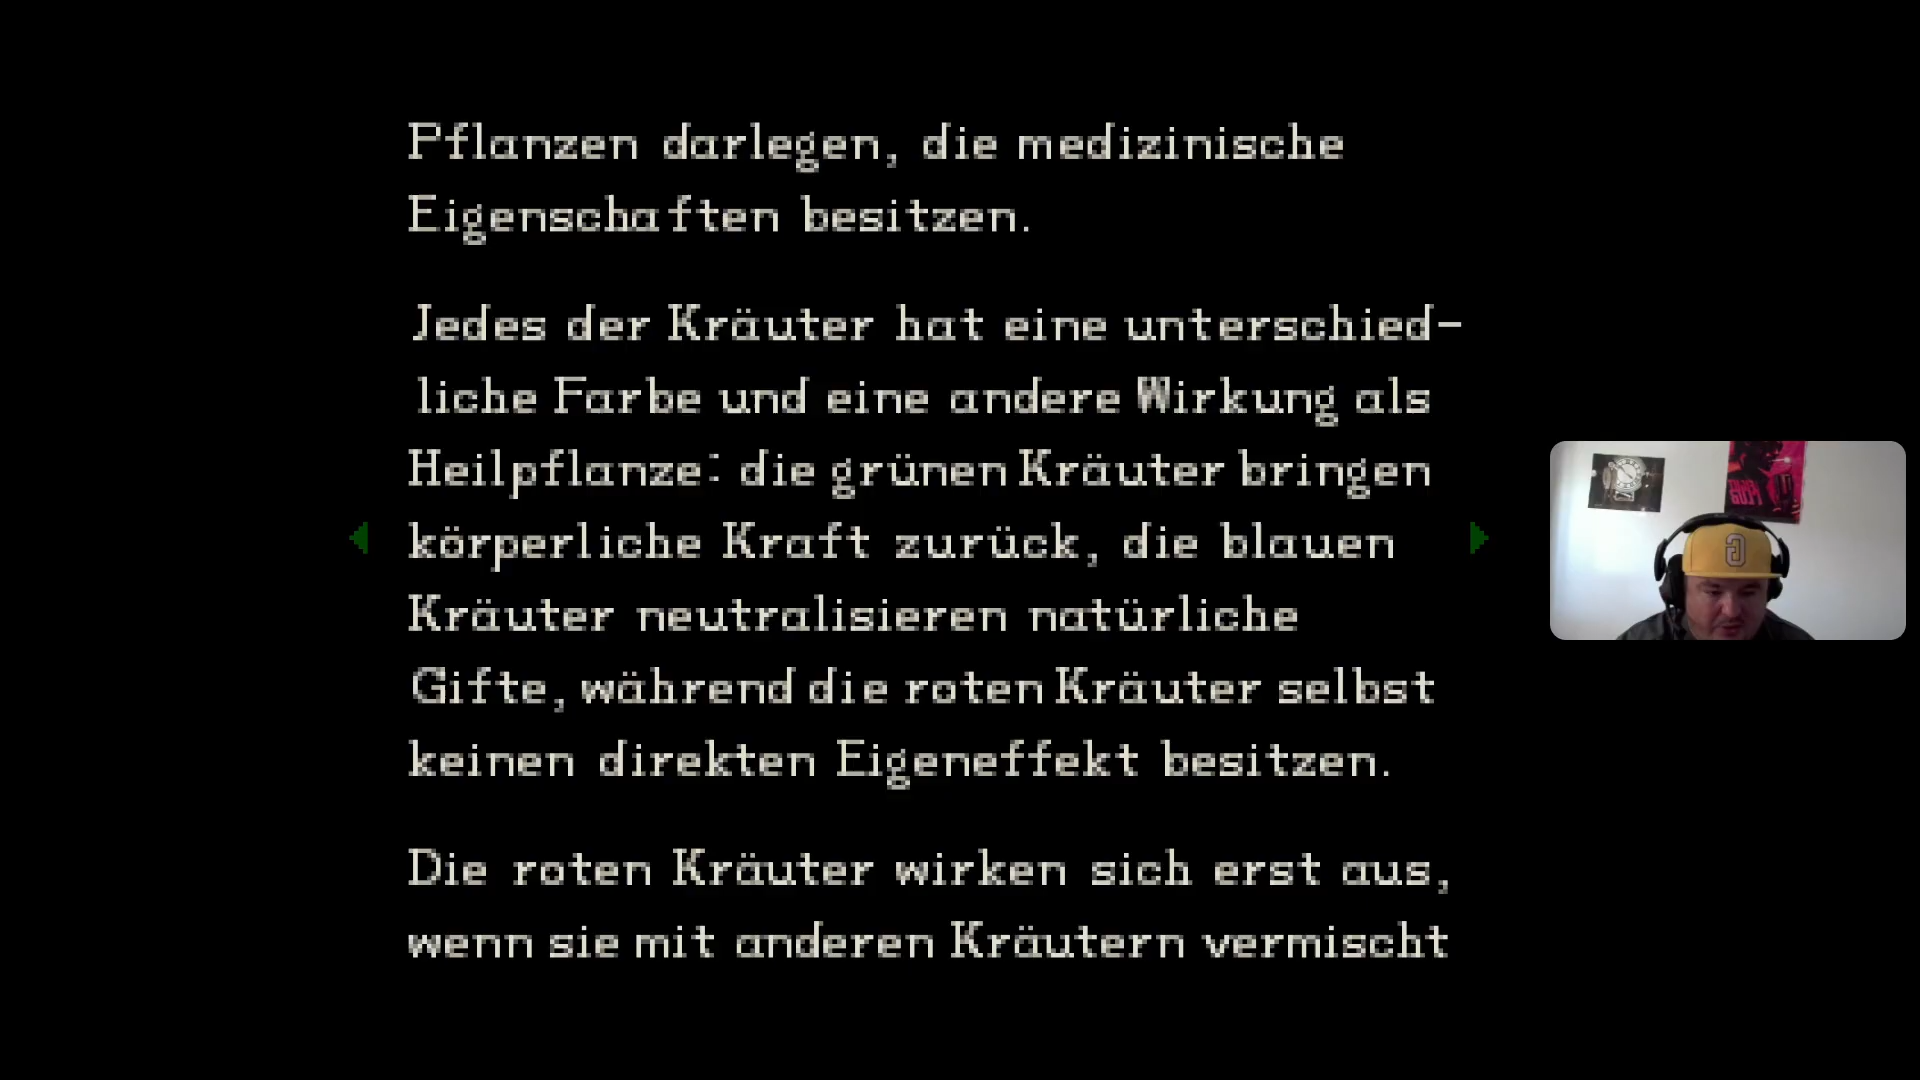 Pflanzen darlegen, die medizinische
Eigenschaften besitzen.
Jedes der Kräuter hat eine unterschied-
liche Farbe und eine andere Wirkung als
Heilpflanze: die grünen Kräuter bringen
körperliche Kraft zurück, die blauen
Kräuter neutralisieren natürliche
Gifte, während die roten Kräuter selbst
keinen direkten Eigeneffekt besitzen.
Die roten Kräuter wirken sich erst aus,
wenn sie mit anderen Kräutern vermischt